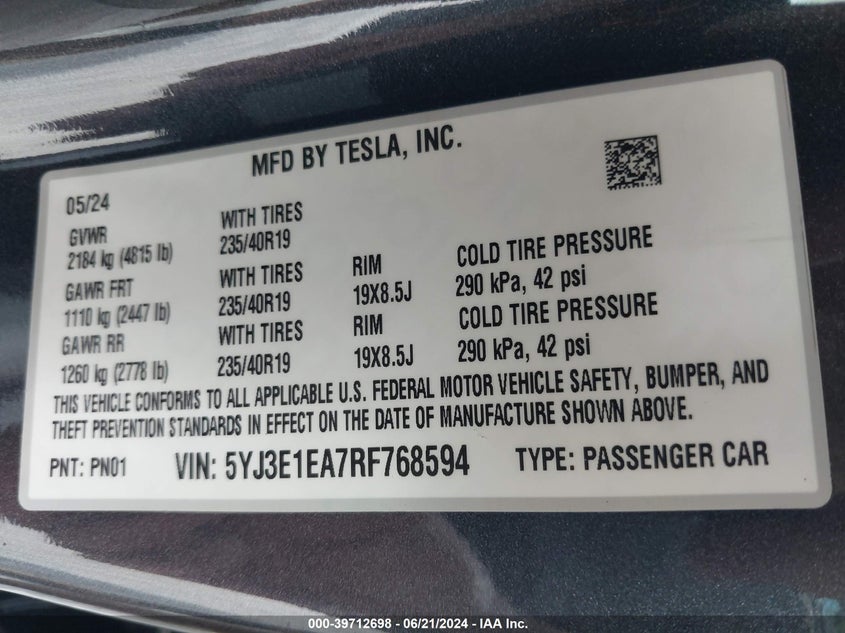 MFD BY TESLA, INC.
05/24
GVWR
2184 kg (4815 lb)
WITH TIRES
235/40R19
GAWR FRT
1110 kg (2447 lb)
WITH TIRES
235/40R19
RIM
19X8.5J
COLD TIRE PRESSURE
290 kPa, 42 psi
GAWR RR
1260 kg (2778 lb)
WITH TIRES
235/40R19
RIM
19X8.5J
COLD TIRE PRESSURE
290 kPa, 42 psi
THIS VEHICLE CONFORMS TO ALL APPLICABLE U.S. FEDERAL MOTOR VEHICLE SAFETY, BUMPER, AND
THEFT PREVENTION STANDARDS IN EFFECT ON THE DATE OF MANUFACTURE SHOWN ABOVE.
PNT: PN01 VIN: 5YJ3E1EA7RF768594 TYPE: PASSENGER CAR
000-39712698 - 06/21/2024 - IAA Inc.